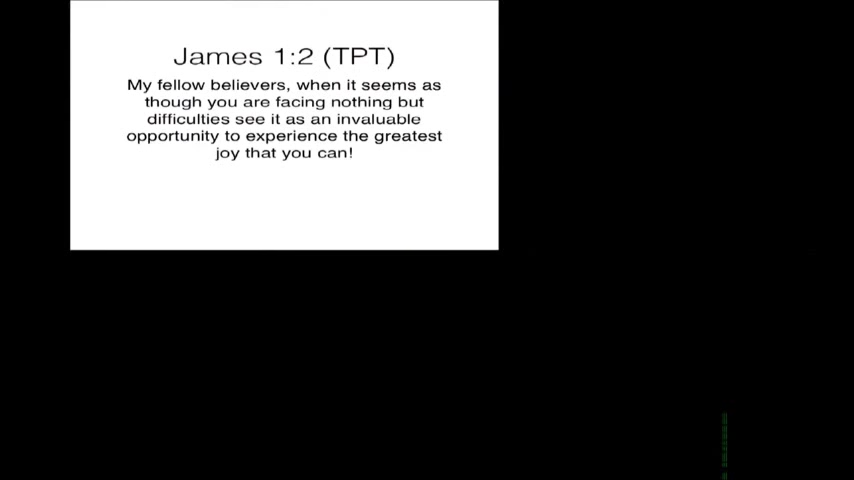 James 1:2 (TPT)
My fellow believers, when it seems as
though you are facing nothing but
difficulties see it as an invaluable
opportunity to experience the greatest
joy that you can!